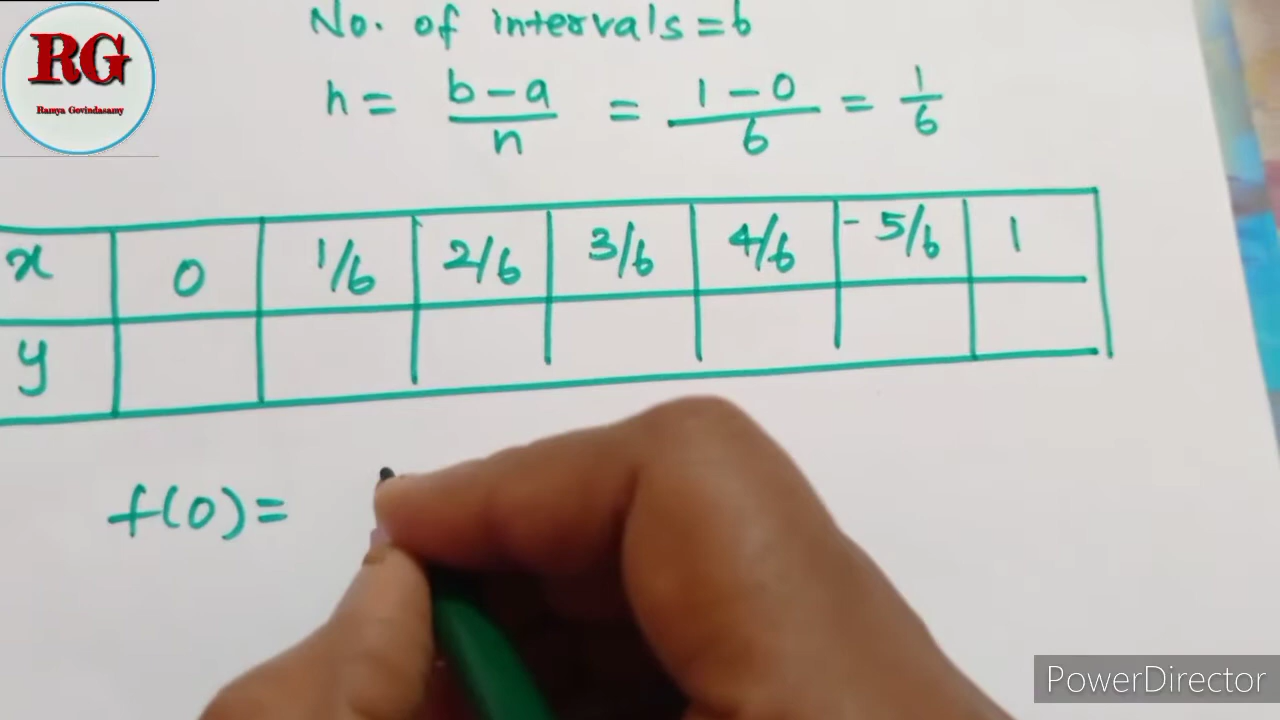 RG
Ramya Govindasamy
No. of intervals = 6
h = b-a/n = 1-0/6 = 1/6
x 0 1/6 2/6 3/6 4/6 - 5/6 1
y
f(0) =
PowerDirector